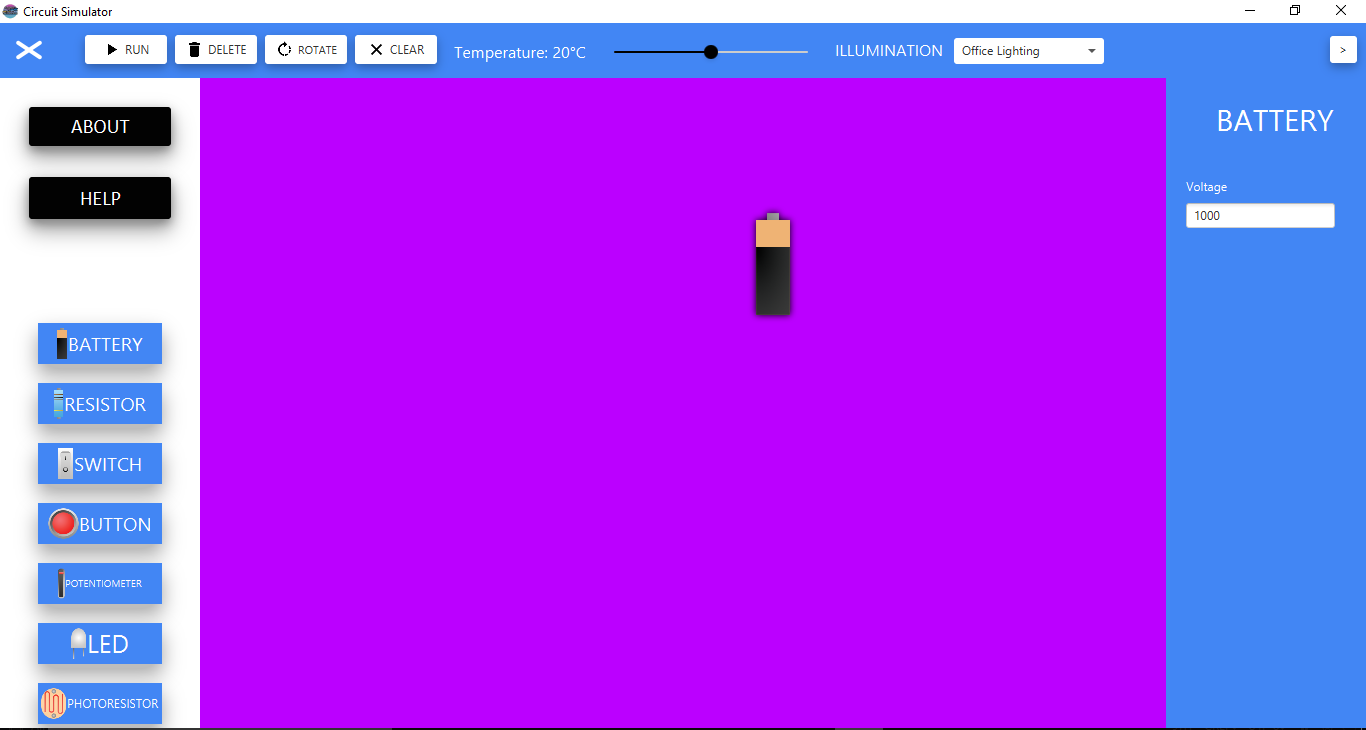 Circuit Simulator
RUN
DELETE
ROTATE
CLEAR
Temperature: 20°C
ILLUMINATION
Office Lighting
>
ABOUT
HELP
BATTERY
RESISTOR
SWITCH
BUTTON
POTENTIOMETER
LED
PHOTORESISTOR
BATTERY
Voltage
1000